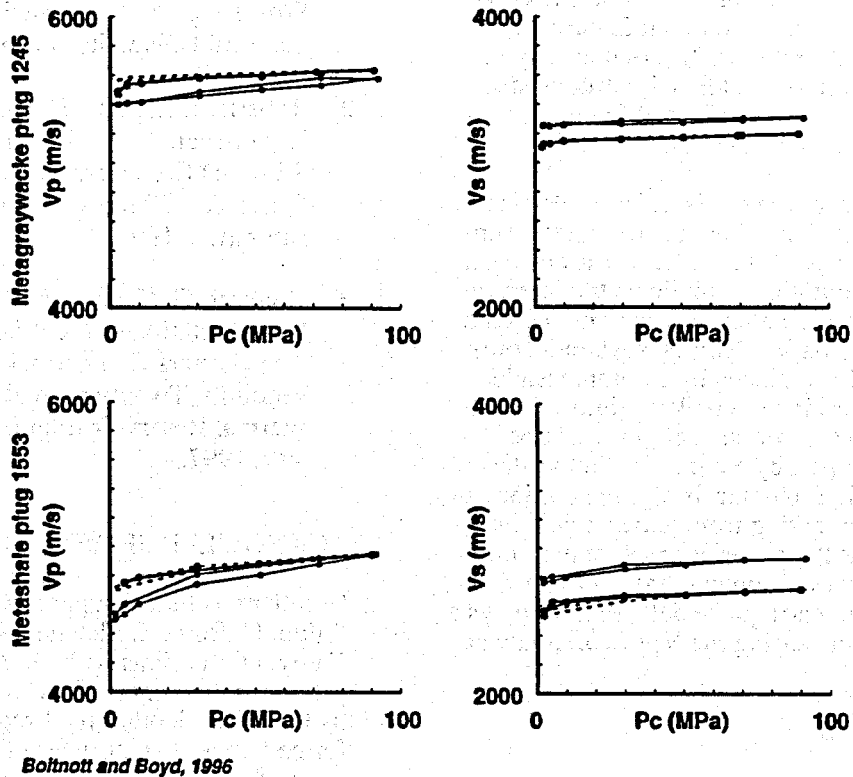 Metagraywacke plug 1245
Vp (m/s)
6000
4000
0
100
Pc (MPa)
Vs (m/s)
4000
2000
0
100
Pc (MPa)
Metashale plug 1553
Vp (m/s)
6000
4000
0
100
Pc (MPa)
Vs (m/s)
4000
2000
0
100
Pc (MPa)
Boitnott and Boyd, 1996